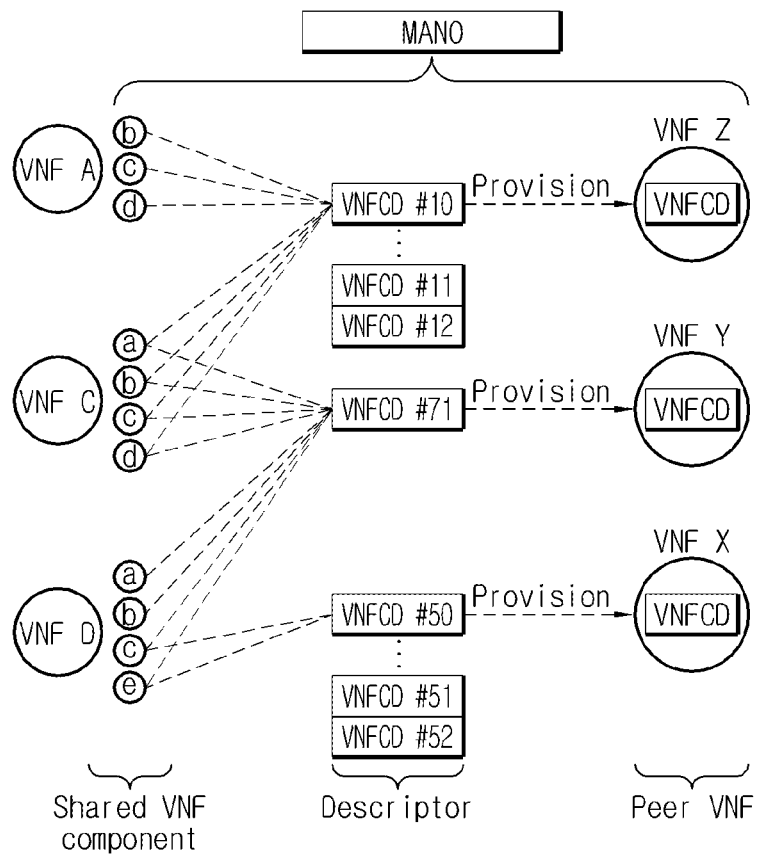 MANO
VNF A
b
c
d
VNFCD #10
Provision
VNF Z
VNFCD
VNFCD #11
VNFCD #12
VNF C
a
b
c
d
VNFCD #71
Provision
VNF Y
VNFCD
VNF D
a
b
c
e
VNFCD #50
Provision
VNF X
VNFCD
VNFCD #51
VNFCD #52
Shared VNF
component
Descriptor
Peer VNF